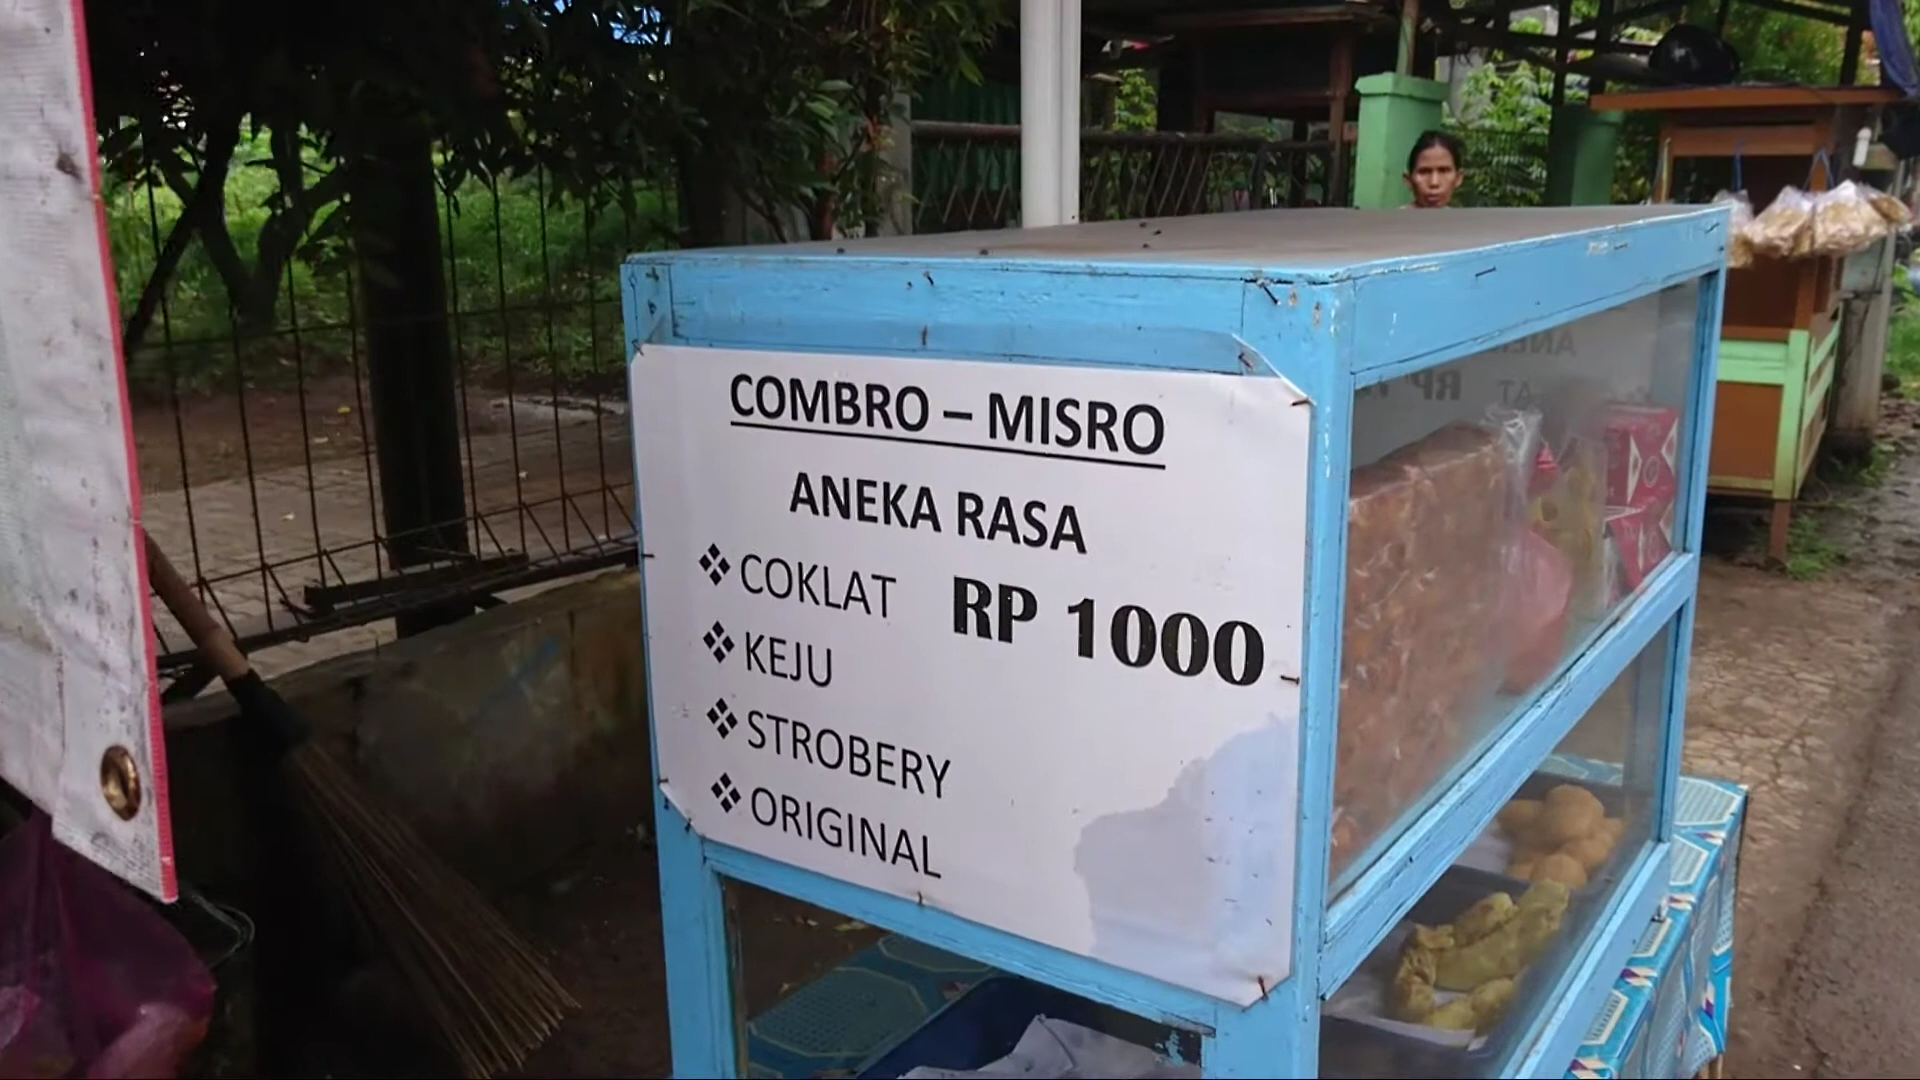 COMBRO – MISRO
ANEKA RASA
❖ COKLAT RP 1000
❖ KEJU
❖ STROBERY
❖ ORIGINAL